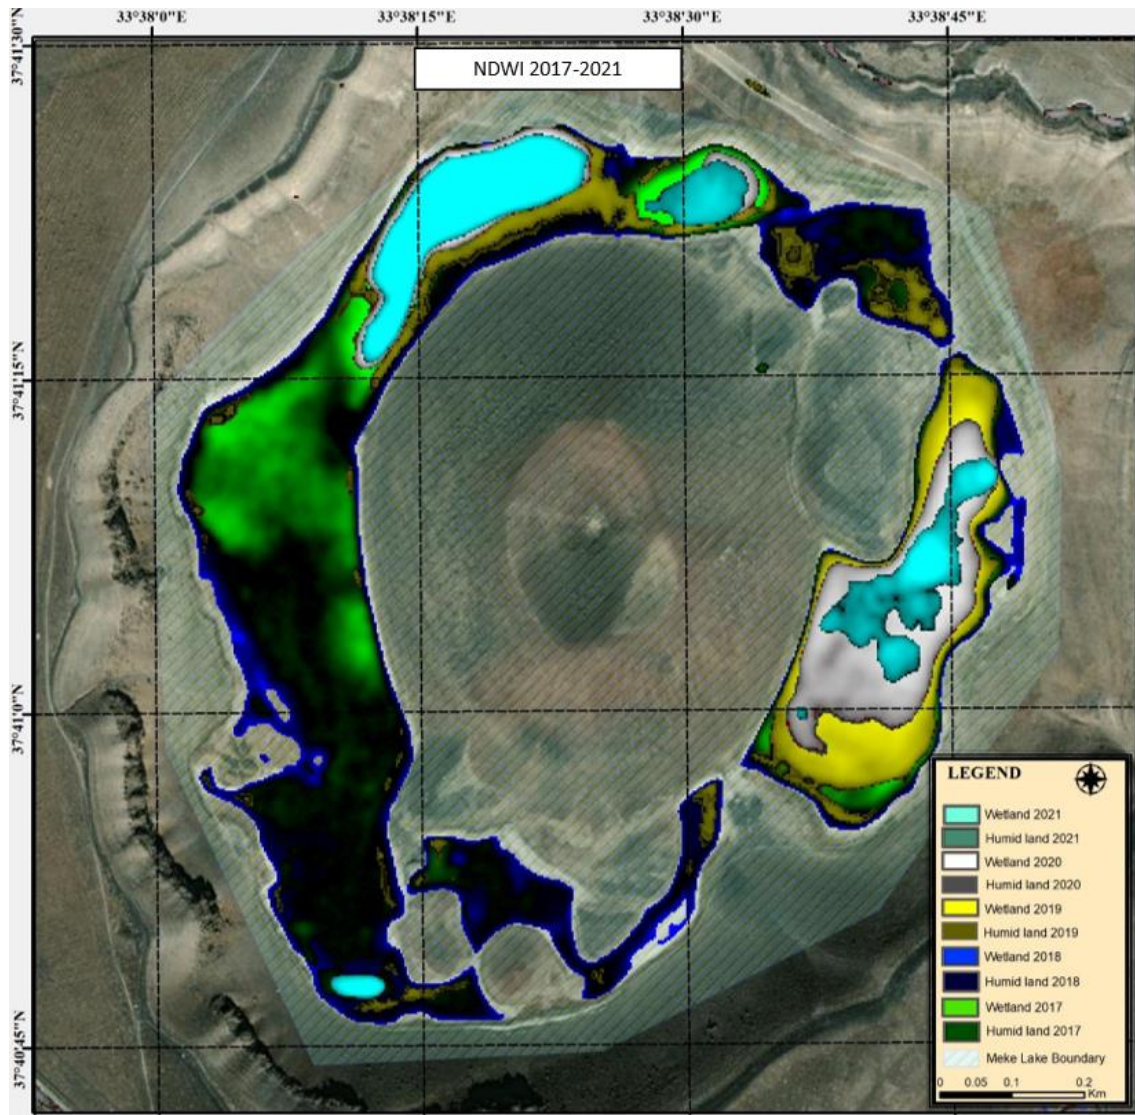 33°38'0"E 33°38'15"E 33°38'30"E 33°38'45"E
37°41'30"N
NDWI 2017-2021
37°41'15"N
37°41'0"N
37°40'45"N
LEGEND
Wetland 2021
Humid land 2021
Wetland 2020
Humid land 2020
Wetland 2019
Humid land 2019
Wetland 2018
Humid land 2018
Wetland 2017
Humid land 2017
Meke Lake Boundary
0 0.05 0.1 0.2
Km